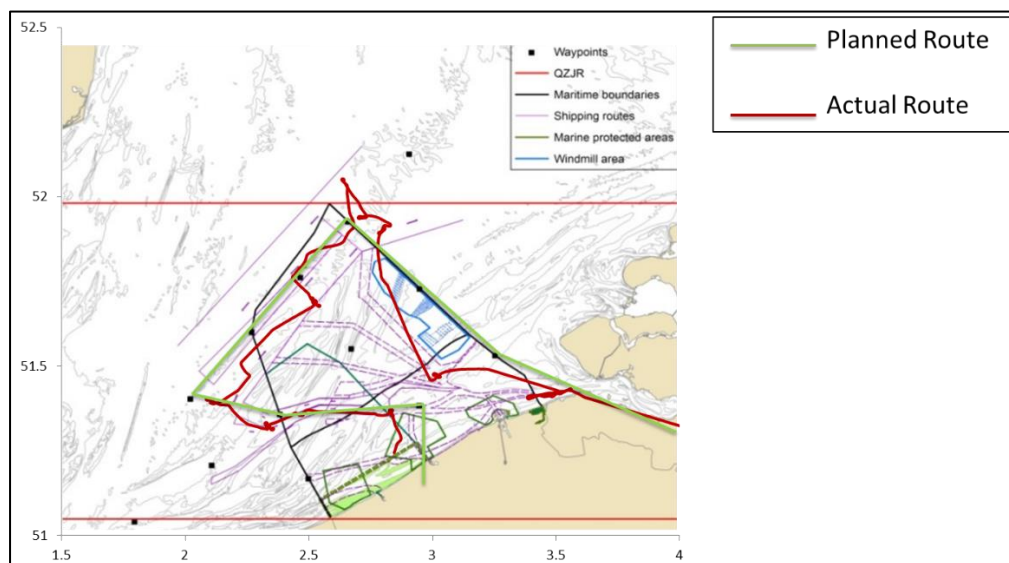 52.5
52
51.5
51
1.5
2
2.5
3
3.5
4
Waypoints
QZJR
Maritime boundaries
Shipping routes
Marine protected areas
Windmill area
Planned Route
Actual Route